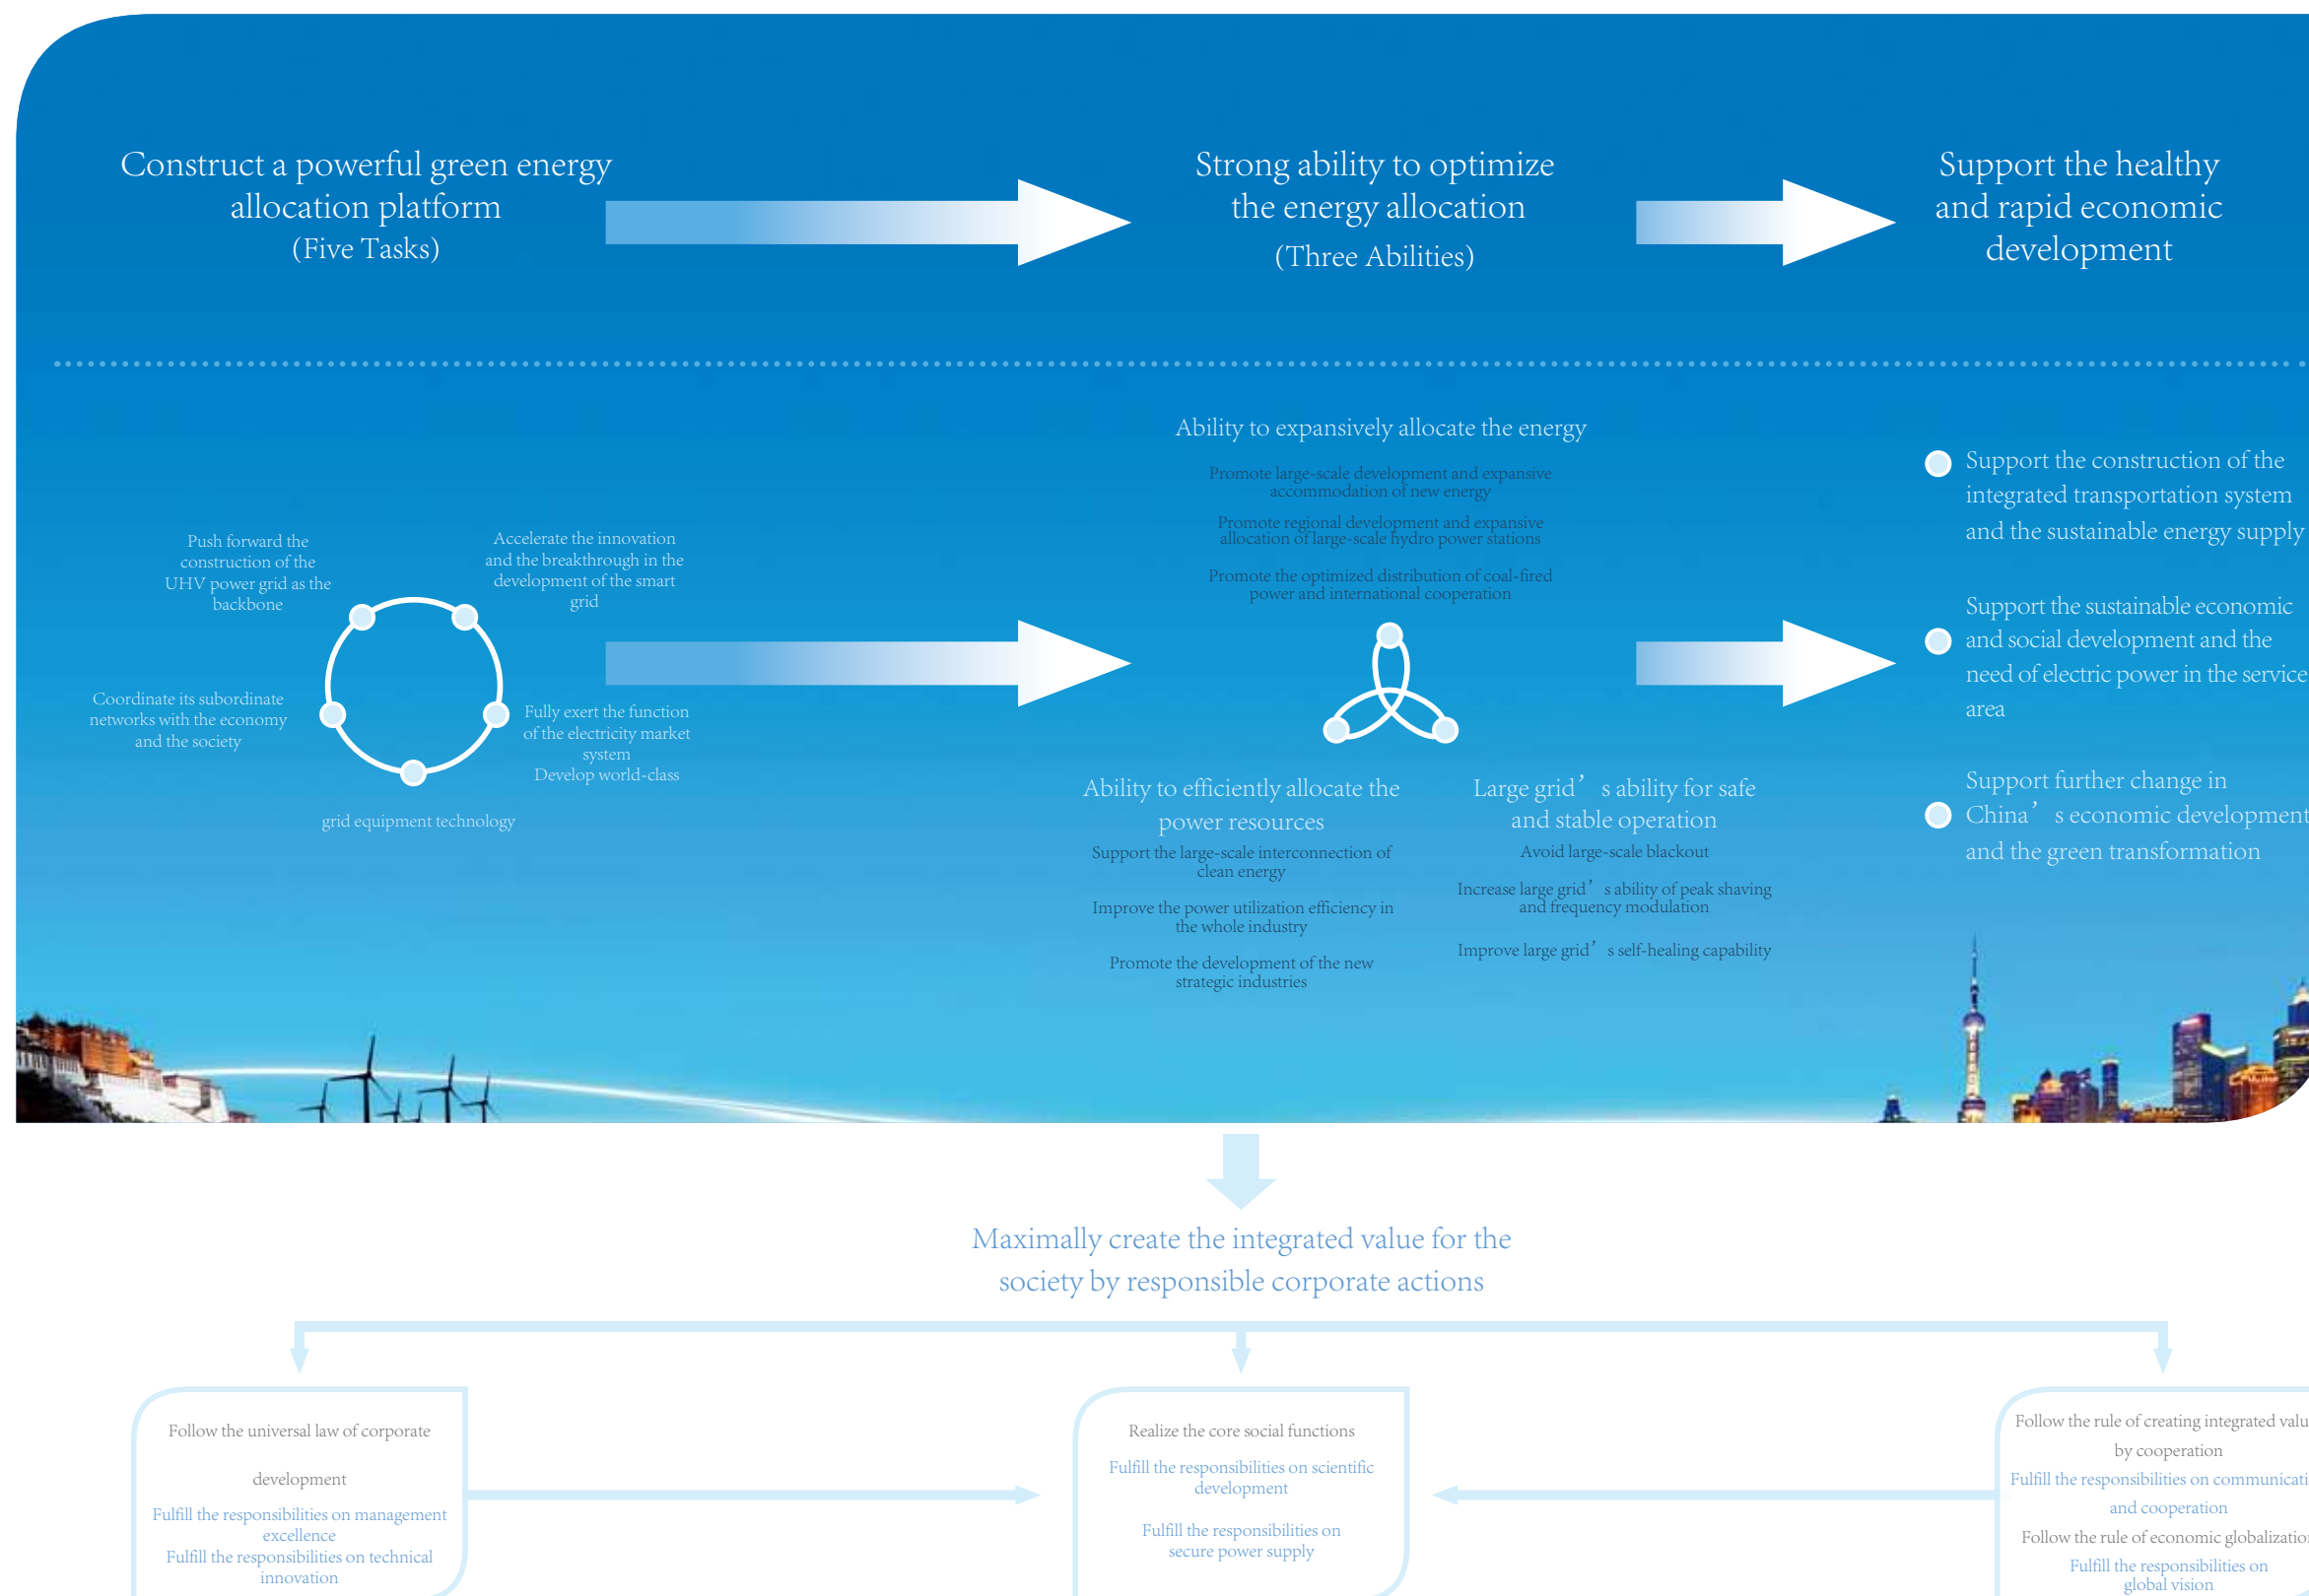 Construct a powerful green energy
allocation platform
(Five Tasks)
Strong ability to optimize
the energy allocation
(Three Abilities)
Support the healthy
and rapid economic
development
Push forward the
construction of the
UHV power grid as the
backbone
Accelerate the innovation
and the breakthrough in the
development of the smart
grid
Coordinate its subordinate
networks with the economy
and the society
Fully exert the function
of the electricity market
system
Develop world-class
grid equipment technology
Ability to expansively allocate the energy
Promote large-scale development and expansive
accommodation of new energy
Promote regional development and expansive
allocation of large-scale hydro power stations
Promote the optimized distribution of coal-fired
power and international cooperation
Ability to efficiently allocate the
power resources
Support the large-scale interconnection of
clean energy
Improve the power utilization efficiency in
the whole industry
Promote the development of the new
strategic industries
Large grid’s ability for safe
and stable operation
Avoid large-scale blackout
Increase large grid’s ability of peak shaving
and frequency modulation
Improve large grid’s self-healing capability
Support the construction of the
integrated transportation system
and the sustainable energy supply
Support the sustainable economic
and social development and the
need of electric power in the service
area
Support further change in
China’s economic development
and the green transformation
Maximally create the integrated value for the
society by responsible corporate actions
Follow the universal law of corporate
development
Fulfill the responsibilities on management
excellence
Fulfill the responsibilities on technical
innovation
Realize the core social functions
Fulfill the responsibilities on scientific
development
Fulfill the responsibilities on
secure power supply
Follow the rule of creating integrated valu
by cooperation
Fulfill the responsibilities on communicati
and cooperation
Follow the rule of economic globalization
Fulfill the responsibilities on
global vision